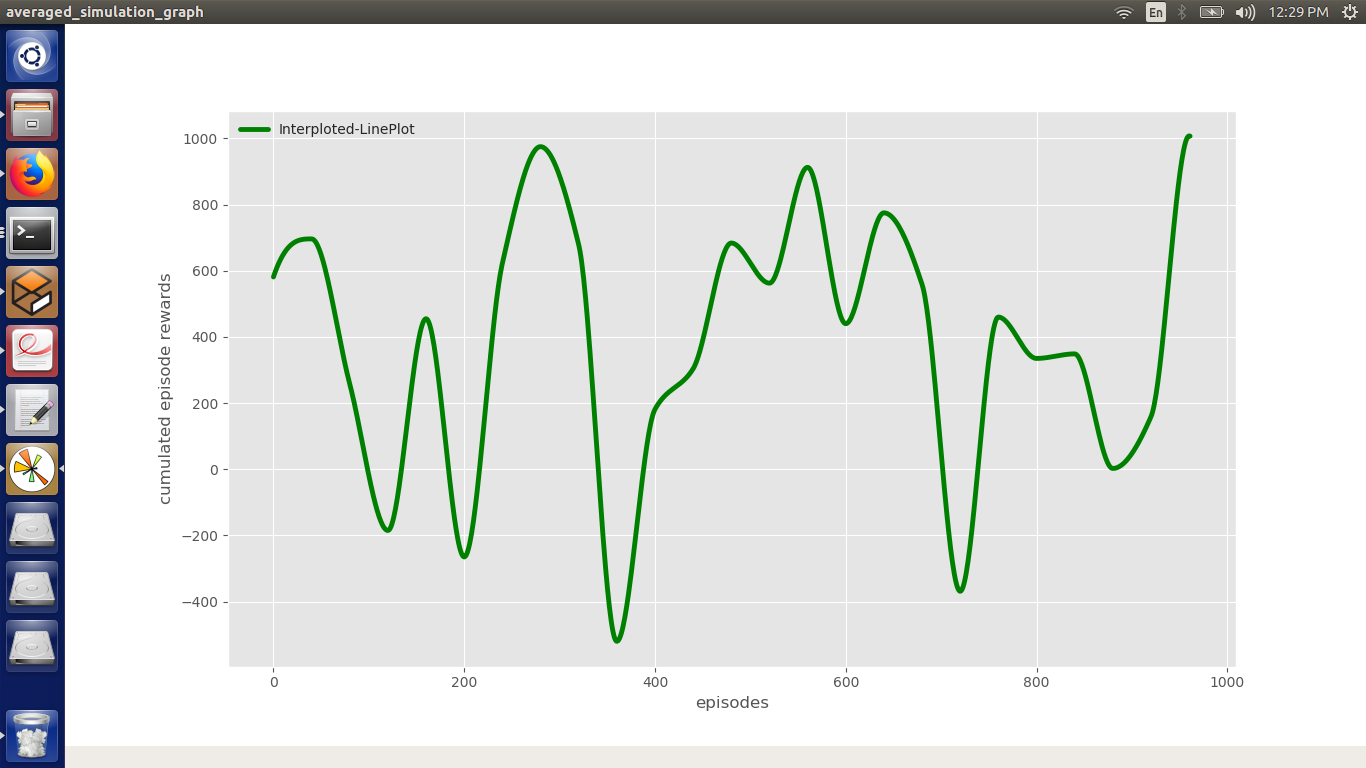 averaged_simulation_graph
En
12:29 PM
Interploted-LinePlot
1000
800
600
400
200
0
−200
−400
cumulated episode rewards
0 200 400 600 800 1000
episodes